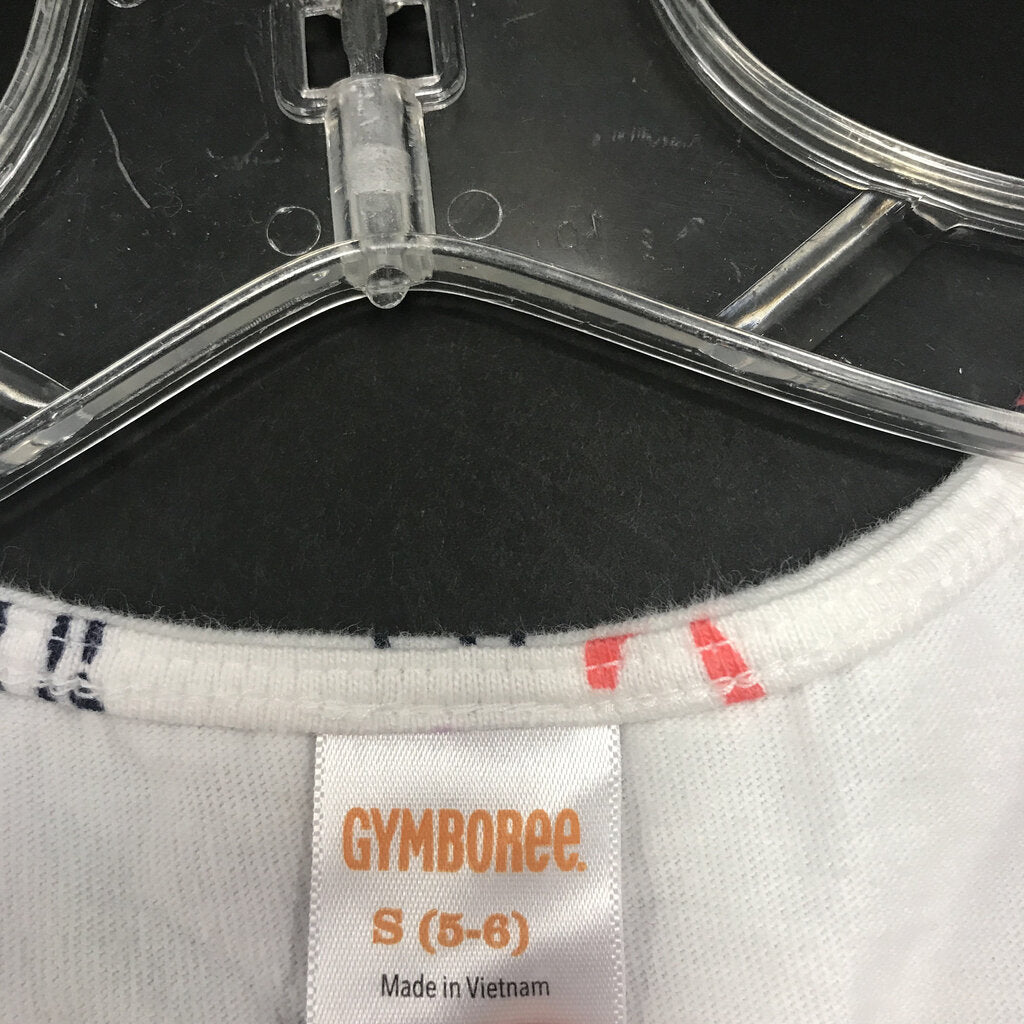 GYMBOREE.
S (5-6)
Made in Vietnam